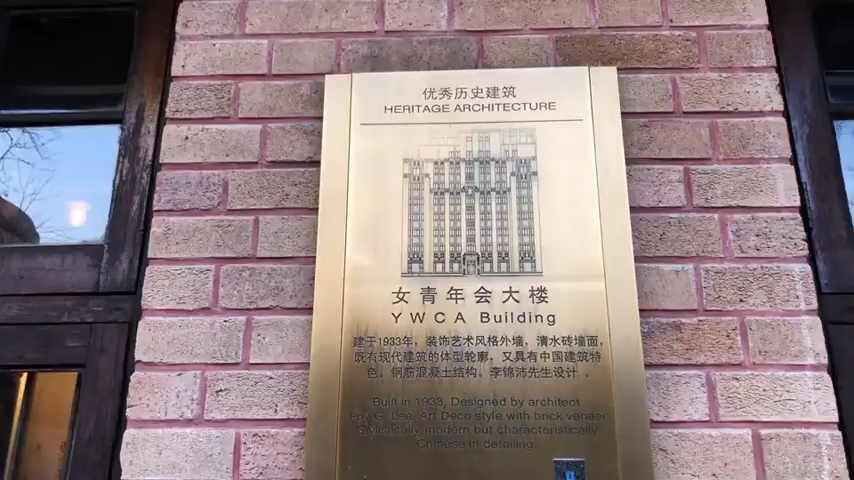 优秀历史建筑
HERITAGE ARCHITECTURE
女青年会大楼
YWCA Building
建于1933年，装饰艺术风格外墙，清水砖墙面，
既有现代建筑的体型轮廓，又具有中国建筑特
色。钢筋混凝土结构，李锦沛先生设计。
Built in 1933, Designed by architect
Poy G. Lee. Art Deco style with brick veneer
Stylistically modern but characteristically
Chinese in detailing.